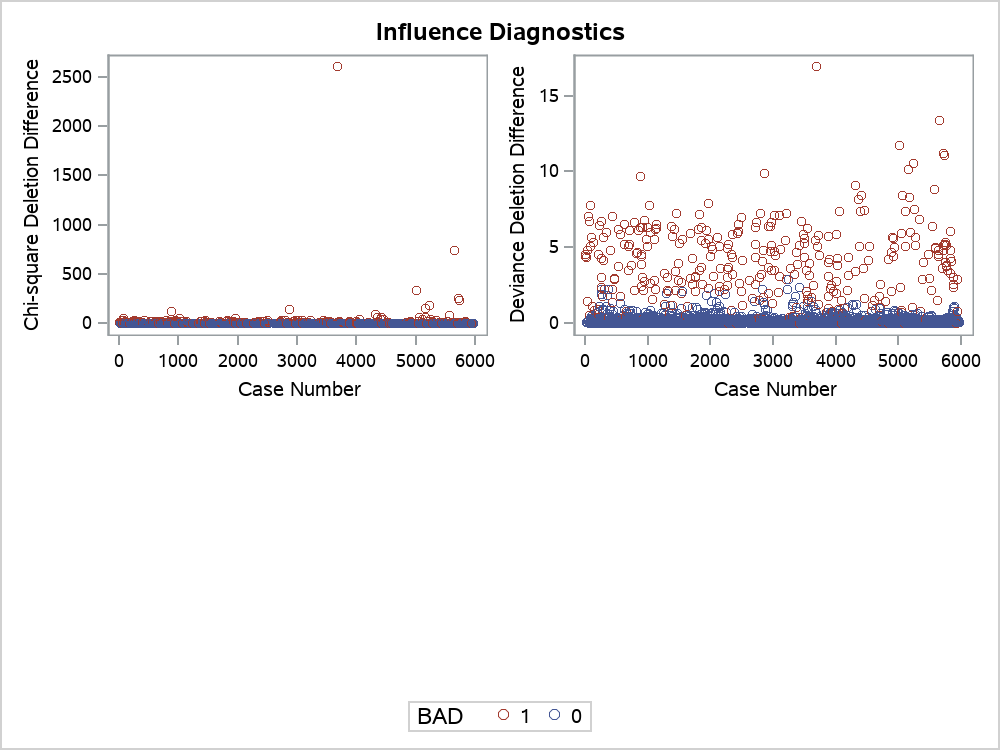 Influence Diagnostics
Chi-square Deletion Difference
2500
2000
1500
1000
500
0
0 1000 2000 3000 4000 5000 6000
Case Number
Deviance Deletion Difference
15
10
5
0
0 1000 2000 3000 4000 5000 6000
Case Number
BAD 1 0